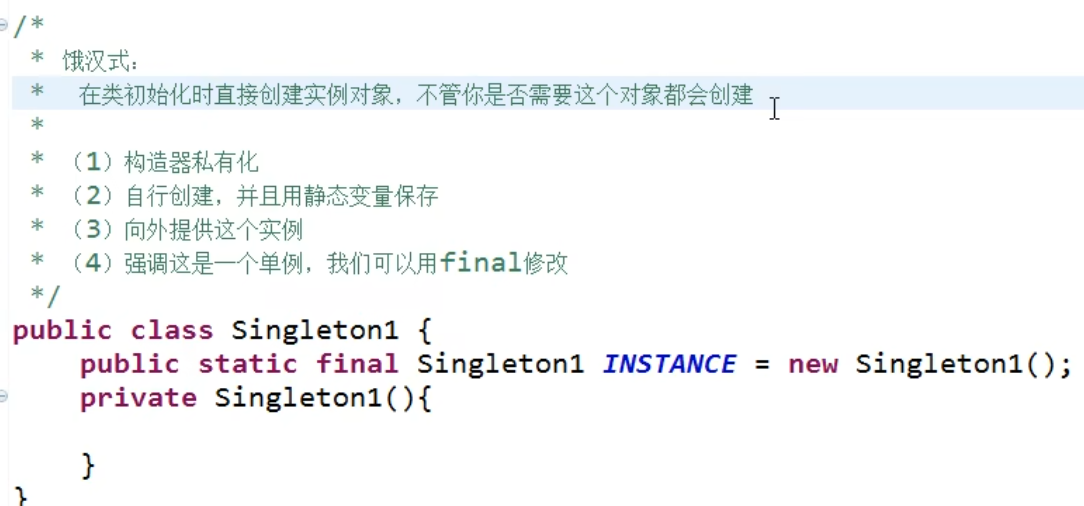 /*
 * 饿汉式：
 *   在类初始化时直接创建实例对象，不管你是否需要这个对象都会创建
 *
 * （1）构造器私有化
 * （2）自行创建，并且用静态变量保存
 * （3）向外提供这个实例
 * （4）强调这是一个单例，我们可以用final修改
 */
public class Singleton1 {
    public static final Singleton1 INSTANCE = new Singleton1();
    private Singleton1(){
    }
}